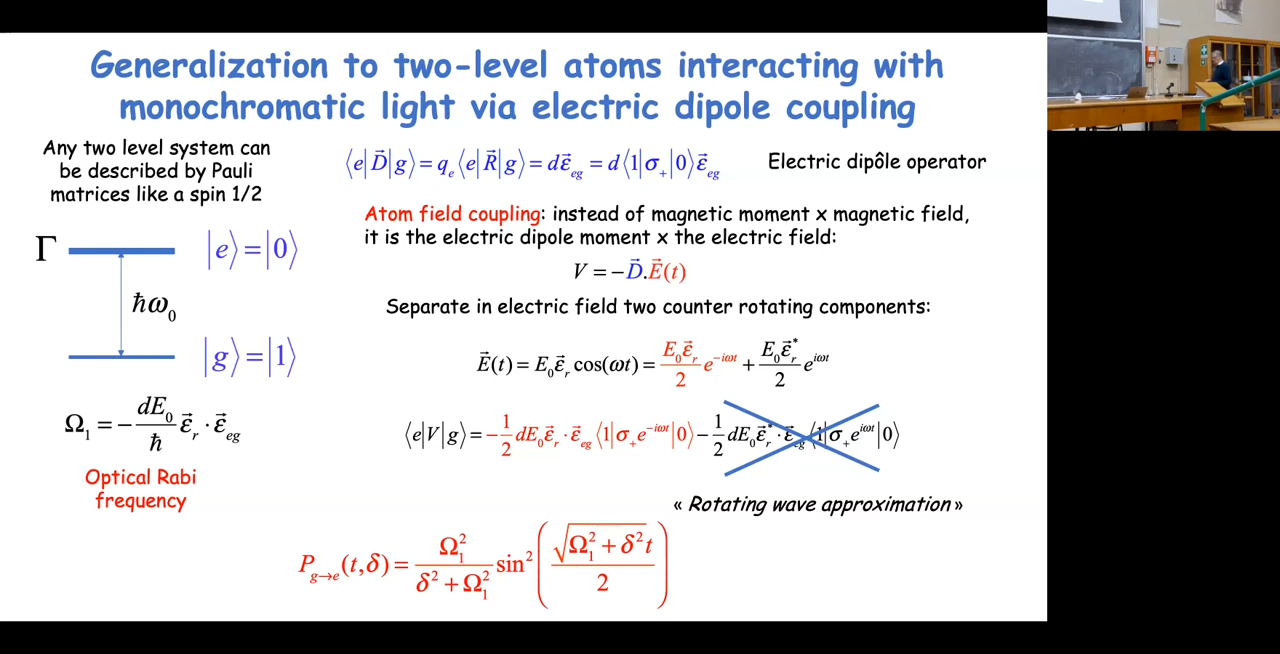 Generalization to two-level atoms interacting with
monochromatic light via electric dipole coupling
Any two level system can
be described by Pauli
matrices like a spin 1/2
⟨e|D⃗|g⟩ = q_e⟨e|R⃗|g⟩ = dε⃗_eg = d⟨1|σ_+|0⟩ε⃗_eg
Electric dipôle operator
Atom field coupling: instead of magnetic moment x magnetic field,
it is the electric dipole moment x the electric field:
Γ
|e⟩=|0⟩
V = −D⃗.E⃗(t)
ħω_0
Separate in electric field two counter rotating components:
|g⟩=|1⟩
E⃗(t) = E_0 ε⃗_r cos(ωt) = (E_0 ε⃗_r / 2) e^{-iωt} + (E_0 ε⃗_r^* / 2) e^{iωt}
Ω_1 = − (dE_0 / ħ) ε⃗_r · ε⃗_eg
⟨e|V|g⟩ = −(1/2) dE_0 ε⃗_r · ε⃗_eg ⟨1|σ_+ e^{-iωt}|0⟩ − (1/2) dE_0 ε⃗_r^* · ε⃗_eg ⟨1|σ_+ e^{iωt}|0⟩
Optical Rabi
frequency
« Rotating wave approximation »
P_{g→e}(t,δ) = (Ω_1^2 / (δ^2 + Ω_1^2)) sin^2 (√(Ω_1^2 + δ^2) t / 2)